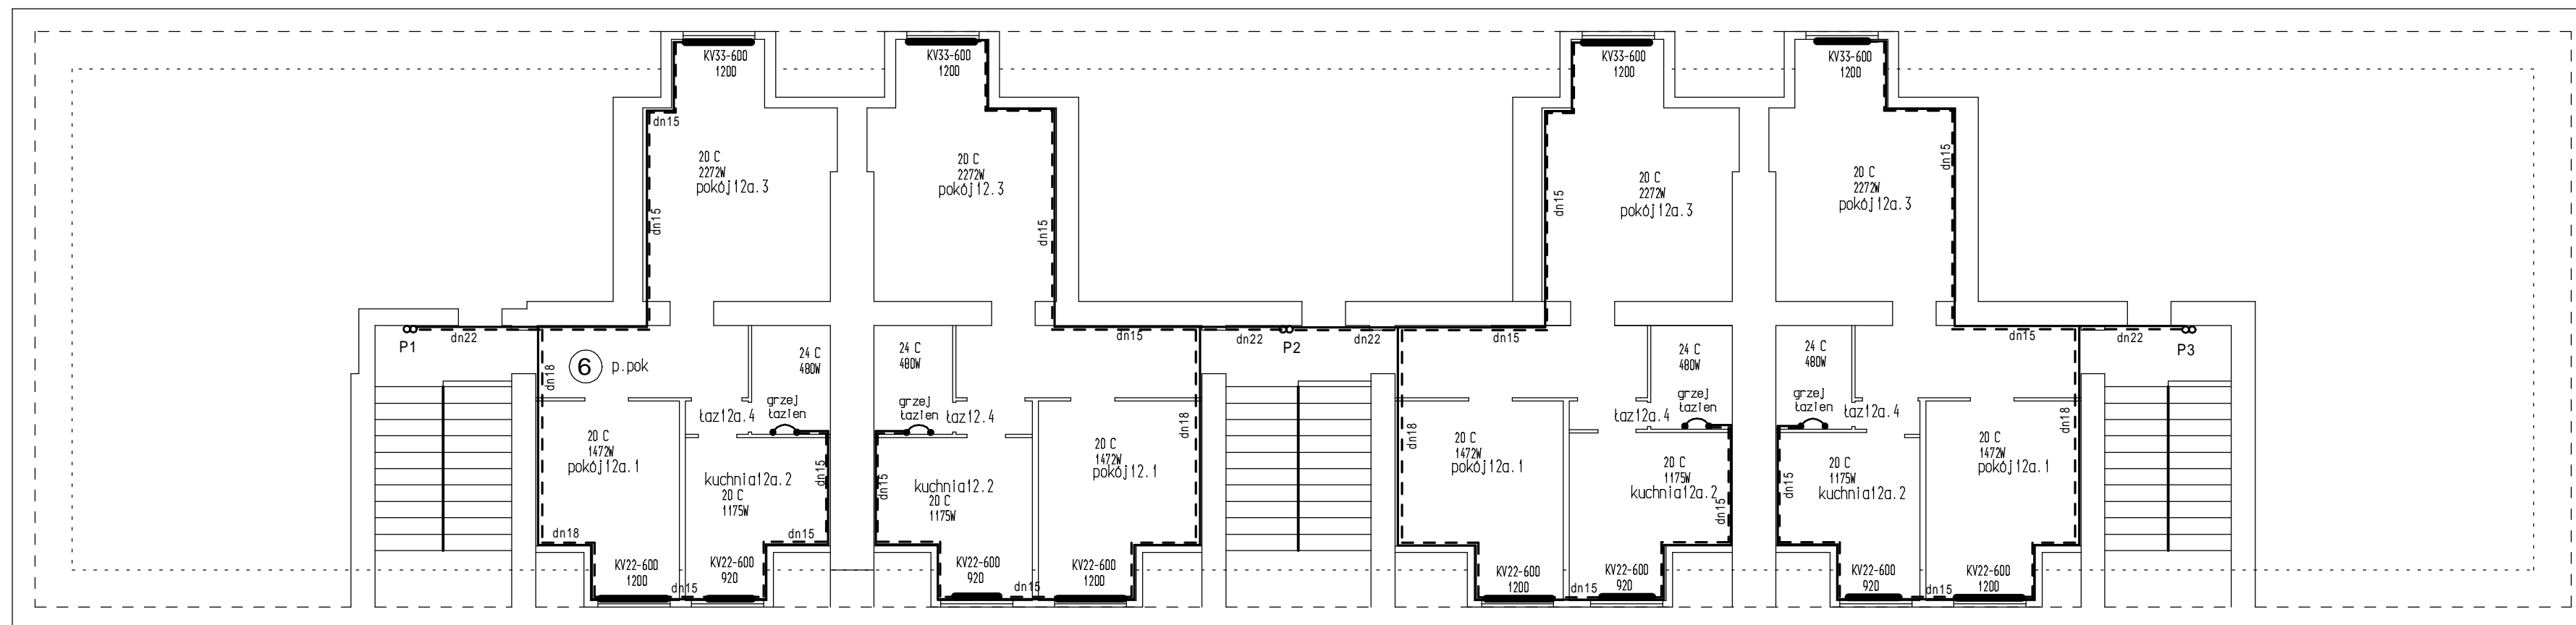 KV33-600
1200
KV33-600
1200
KV33-600
1200
KV33-600
1200
dn15
20 C
2272W
pokój12a.3
20 C
2272W
pokój12.3
20 C
2272W
pokój12a.3
20 C
2272W
pokój12a.3
dn15
dn15
dn15
dn15
P1
dn22
dn15
dn22
P2
dn22
dn15
dn15
dn22
P3
6 p.pok
dn18
24 C
480W
24 C
480W
24 C
480W
24 C
480W
grzej
łazien
grzej
łazien
grzej
łazien
grzej
łazien
łaz12a.4
łaz12.4
łaz12a.4
łaz12a.4
20 C
1472W
pokój12a.1
kuchnia12a.2
20 C
1175W
dn15
dn15
kuchnia12.2
20 C
1175W
20 C
1472W
pokój12.1
dn18
dn18
20 C
1472W
pokój12a.1
20 C
1175W
kuchnia12a.2
dn15
dn15
20 C
1175W
kuchnia12a.2
20 C
1472W
pokój12a.1
dn18
dn18
dn15
KV22-600
1200
dn15
KV22-600
920
KV22-600
920
dn15
KV22-600
1200
KV22-600
1200
dn15
KV22-600
920
KV22-600
920
dn15
KV22-600
1200